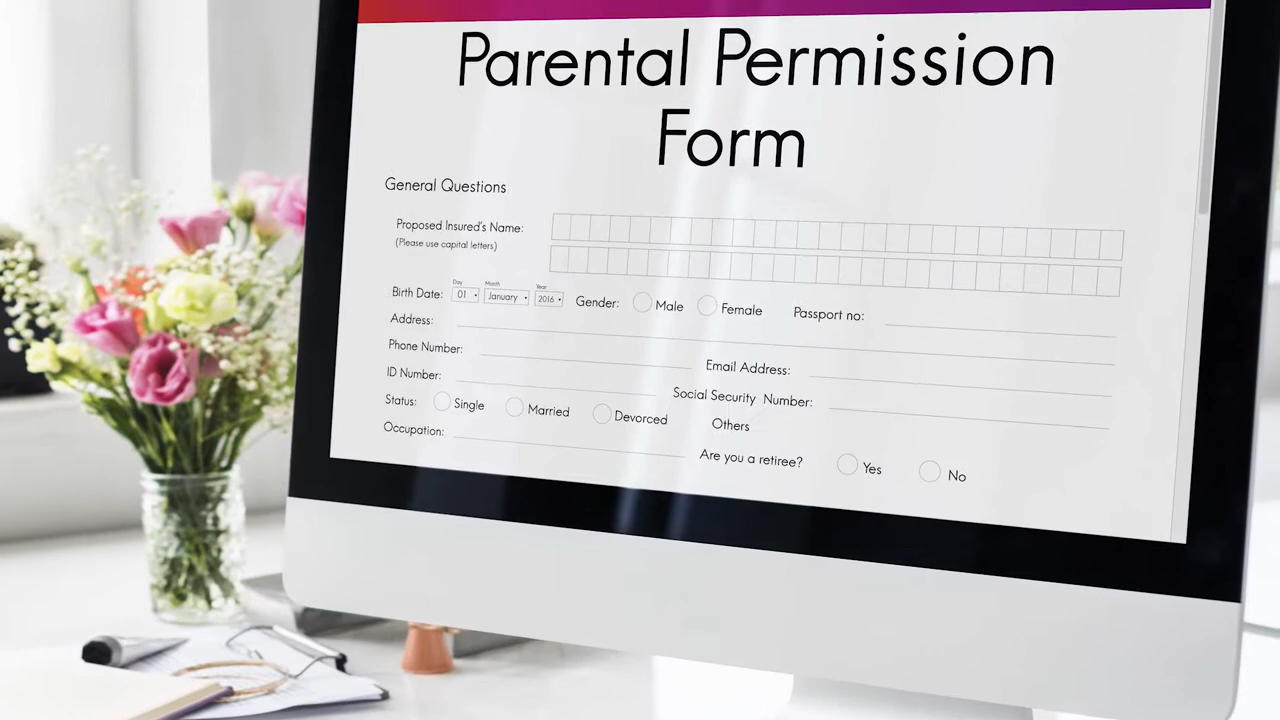 Parental Permission
Form
General Questions
Proposed Insured's Name:
(Please use capital letters)
Birth Date: Day 01 Month January Year 2016 Gender: Male Female Passport no:
Address:
Phone Number: Email Address:
ID Number: Social Security Number:
Status: Single Married Devorced Others
Occupation: Are you a retiree? Yes No